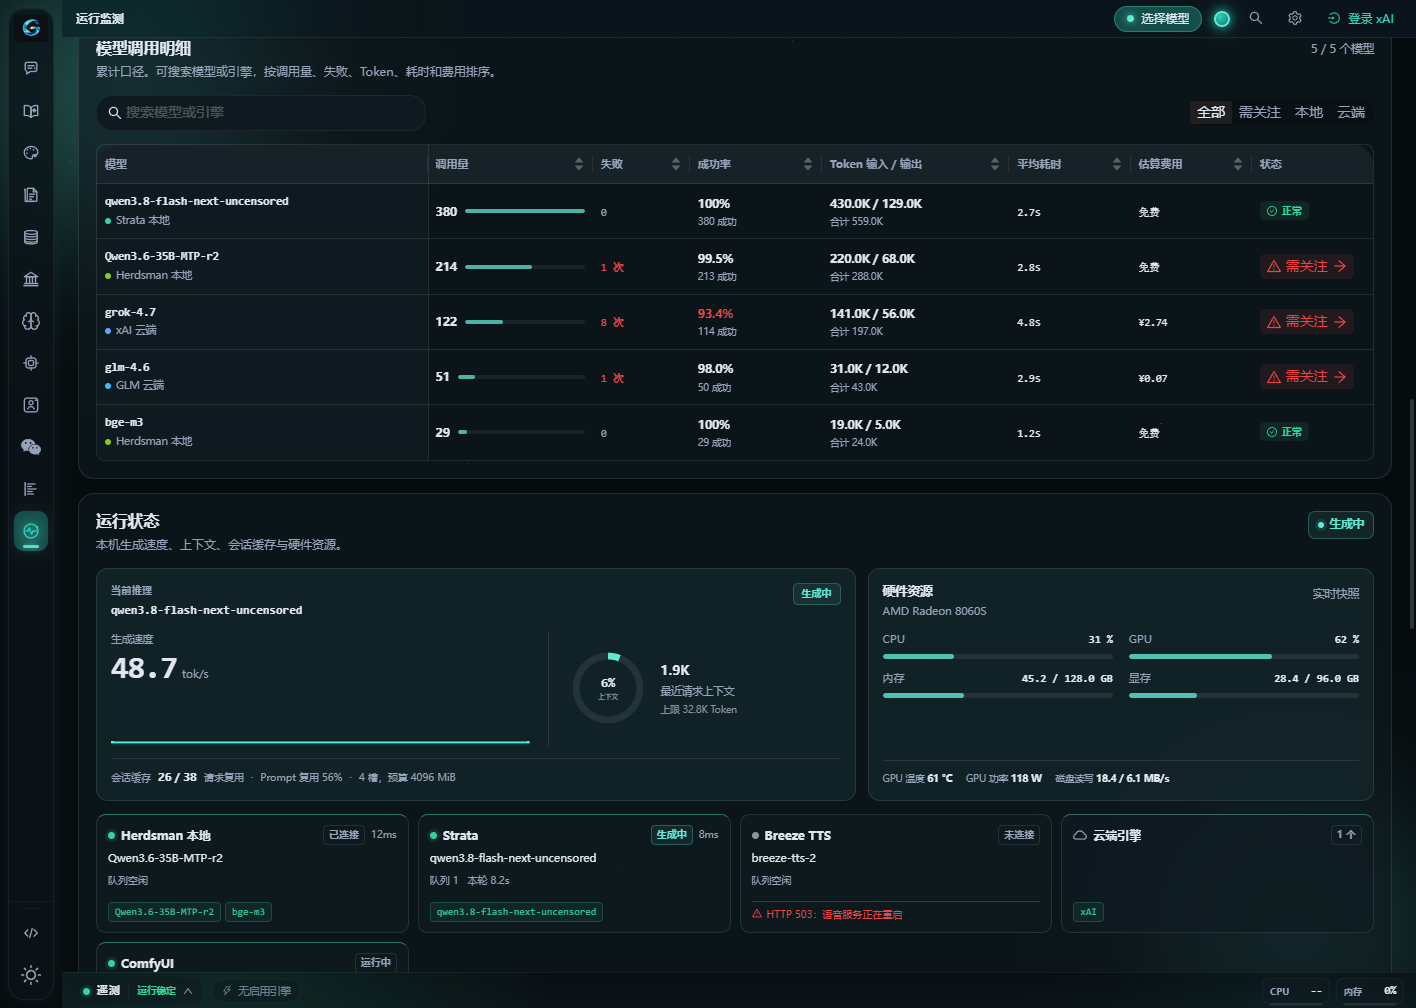 运行监测
选择模型
登录 xAI
模型调用明细
5 / 5 个模型
累计口径。可搜索模型或引擎，按调用量、失败、Token、耗时和费用排序。
搜索模型或引擎
全部 需关注 本地 云端
模型 调用量 失败 成功率 Token 输入 / 输出 平均耗时 估算费用 状态
qwen3.8-flash-next-uncensored
Strata 本地
380 0 100% 430.0K / 129.0K 2.7s 免费 正常
380 成功 合计 559.0K
Qwen3.6-35B-MTP-r2
Herdsman 本地
214 1 次 99.5% 220.0K / 68.0K 2.8s 免费 需关注
213 成功 合计 288.0K
grok-4.7
xAI 云端
122 8 次 93.4% 141.0K / 56.0K 4.8s ¥2.74 需关注
114 成功 合计 197.0K
glm-4.6
GLM 云端
51 1 次 98.0% 31.0K / 12.0K 2.9s ¥0.07 需关注
50 成功 合计 43.0K
bge-m3
Herdsman 本地
29 0 100% 19.0K / 5.0K 1.2s 免费 正常
29 成功 合计 24.0K
运行状态
生成中
本机生成速度、上下文、会话缓存与硬件资源。
当前推理
qwen3.8-flash-next-uncensored
生成中
生成速度
48.7 tok/s
6%
上下文
1.9K
最近请求上下文
上限 32.8K Token
会话缓存 26 / 38 请求复用 · Prompt 复用 56% · 4 槽，预算 4096 MiB
硬件资源
实时快照
AMD Radeon 8060S
CPU 31 % GPU 62 %
内存 45.2 / 128.0 GB 显存 28.4 / 96.0 GB
GPU 温度 61 °C GPU 功率 118 W 磁盘读写 18.4 / 6.1 MB/s
Herdsman 本地 已连接 12ms
Qwen3.6-35B-MTP-r2
队列空闲
Qwen3.6-35B-MTP-r2 bge-m3
Strata 生成中 8ms
qwen3.8-flash-next-uncensored
队列 1 本轮 8.2s
qwen3.8-flash-next-uncensored
Breeze TTS 未连接
breeze-tts-2
队列空闲
HTTP 503：语音服务正在重启
云端引擎 1 个
xAI
ComfyUI 运行中
遥测 运行稳定 无启用引擎 CPU -- 内存 0%